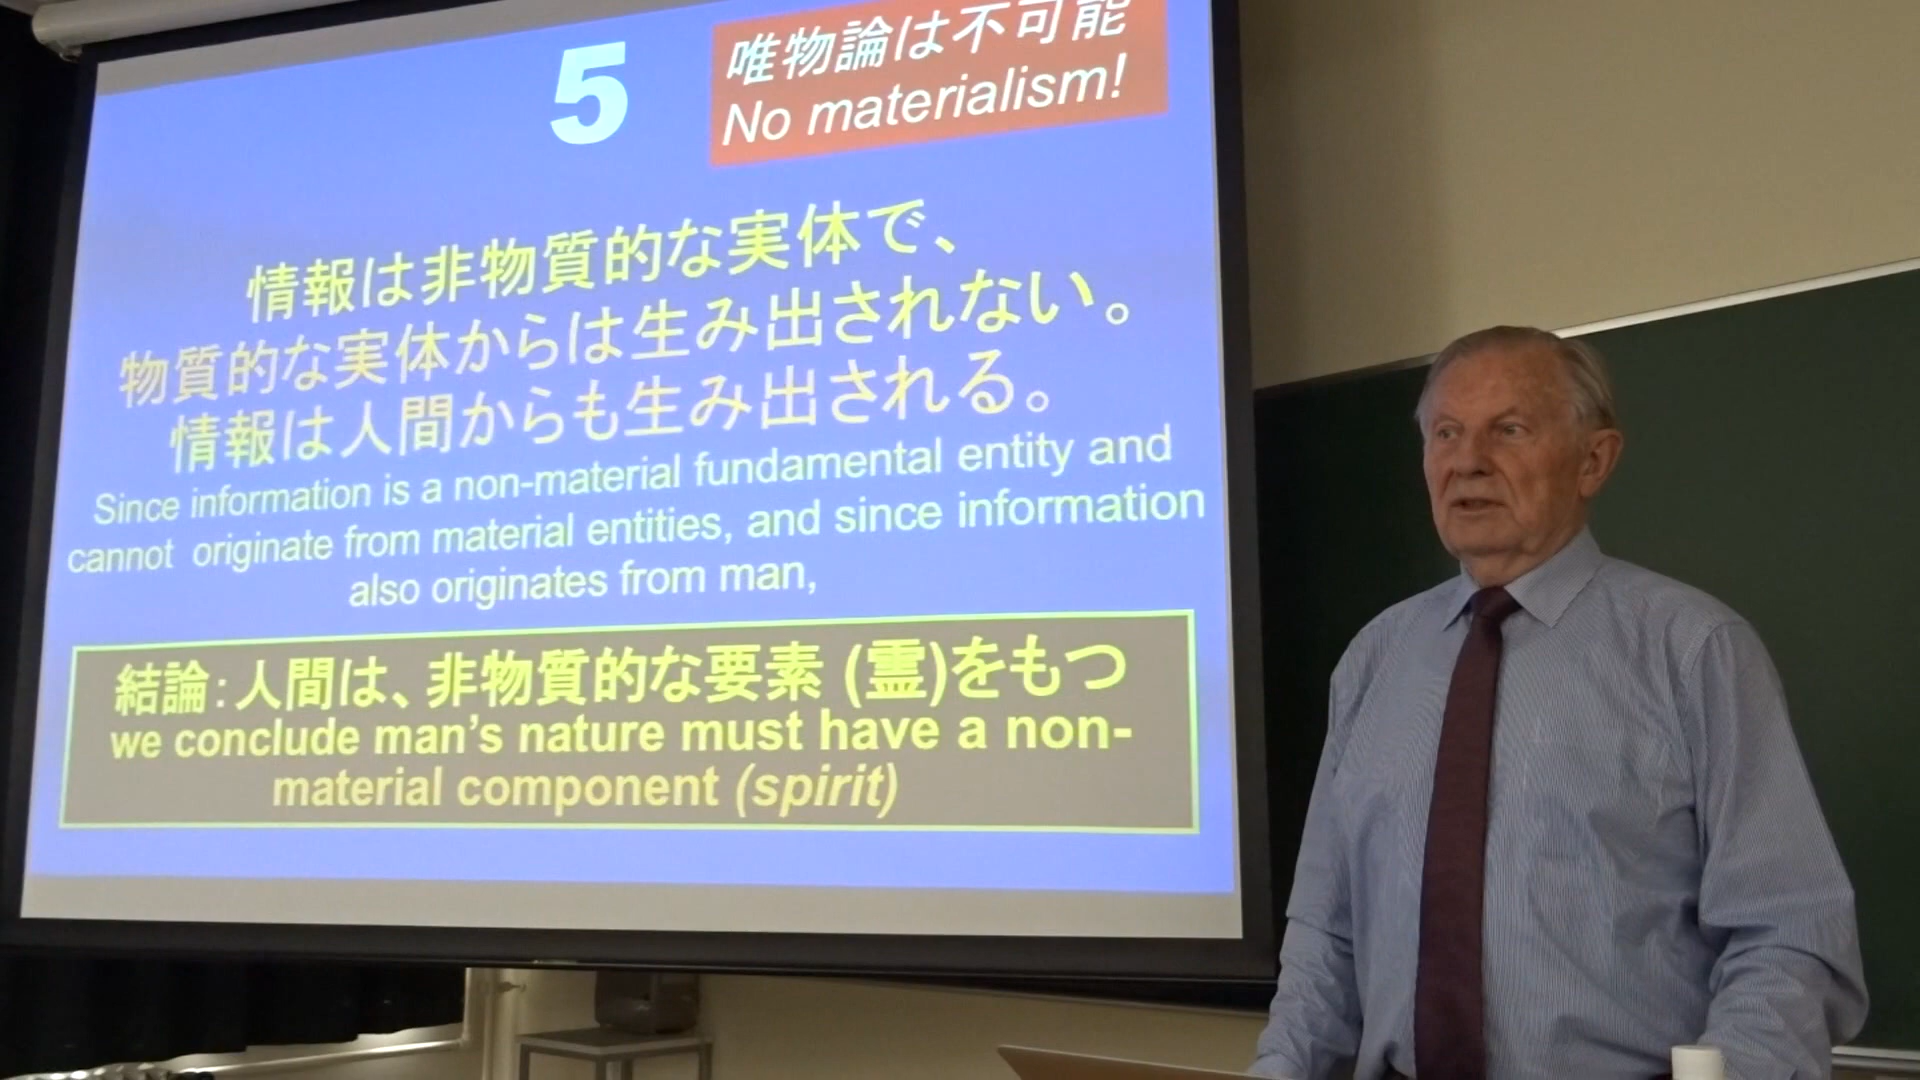 5
唯物論は不可能
No materialism!
情報は非物質的な実体で、
物質的な実体からは生み出されない。
情報は人間からも生み出される。
Since information is a non-material fundamental entity and
cannot originate from material entities, and since information
also originates from man,
結論:人間は、非物質的な要素 (霊)をもつ
we conclude man’s nature must have a non-
material component (spirit)